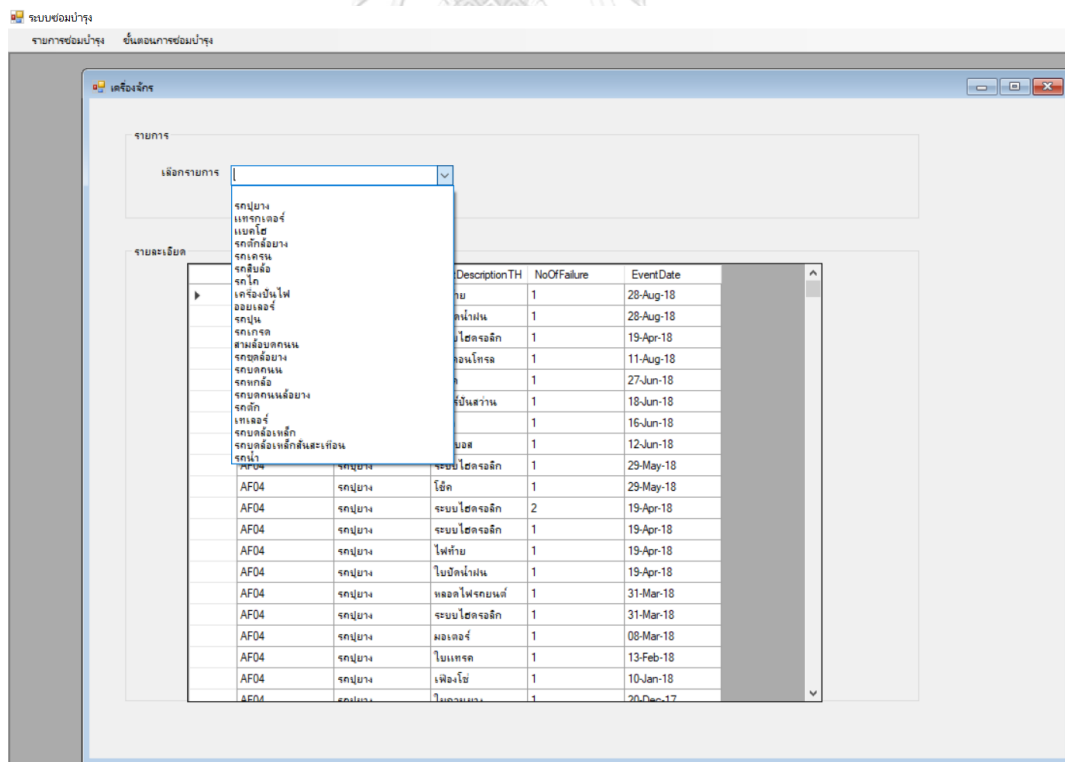 ระบบซ่อมบำรุง
รายการซ่อมบำรุง ขั้นตอนการซ่อมบำรุง
เครื่องจักร
รายการ
เลือกรายการ
รถปูยาง
แทรกเตอร์
แบคโฮ
รถตักล้อยาง
รถเครน
รถสิบล้อ
รถไถ
เครื่องปั่นไฟ
ออยเลอร์
รถปูน
รถเกรด
สามล้อบดถนน
รถขุดล้อยาง
รถบดถนน
รถหกล้อ
รถบดถนนล้อยาง
รถตัก
เทเลอร์
รถบดล้อเหล็ก
รถบดล้อเหล็กสั่นสะเทือน
รถน้ำ
รายละเอียด
DescriptionTH NoOfFailure EventDate
1 28-Aug-18
1 28-Aug-18
1 19-Apr-18
1 11-Aug-18
1 27-Jun-18
1 18-Jun-18
1 16-Jun-18
1 12-Jun-18
AF04 รถปูยาง ระบบไฮดรอลิก 1 29-May-18
AF04 รถปูยาง โช้ค 1 29-May-18
AF04 รถปูยาง ระบบไฮดรอลิก 2 19-Apr-18
AF04 รถปูยาง ระบบไฮดรอลิก 1 19-Apr-18
AF04 รถปูยาง ไฟท้าย 1 19-Apr-18
AF04 รถปูยาง ใบปัดน้ำฝน 1 19-Apr-18
AF04 รถปูยาง หลอดไฟรถยนต์ 1 31-Mar-18
AF04 รถปูยาง ระบบไฮดรอลิก 1 31-Mar-18
AF04 รถปูยาง มอเตอร์ 1 08-Mar-18
AF04 รถปูยาง ใบแทรค 1 13-Feb-18
AF04 รถปูยาง เฟืองโซ่ 1 10-Jan-18
AF04 รถปูยาง 1 20-Dec-17